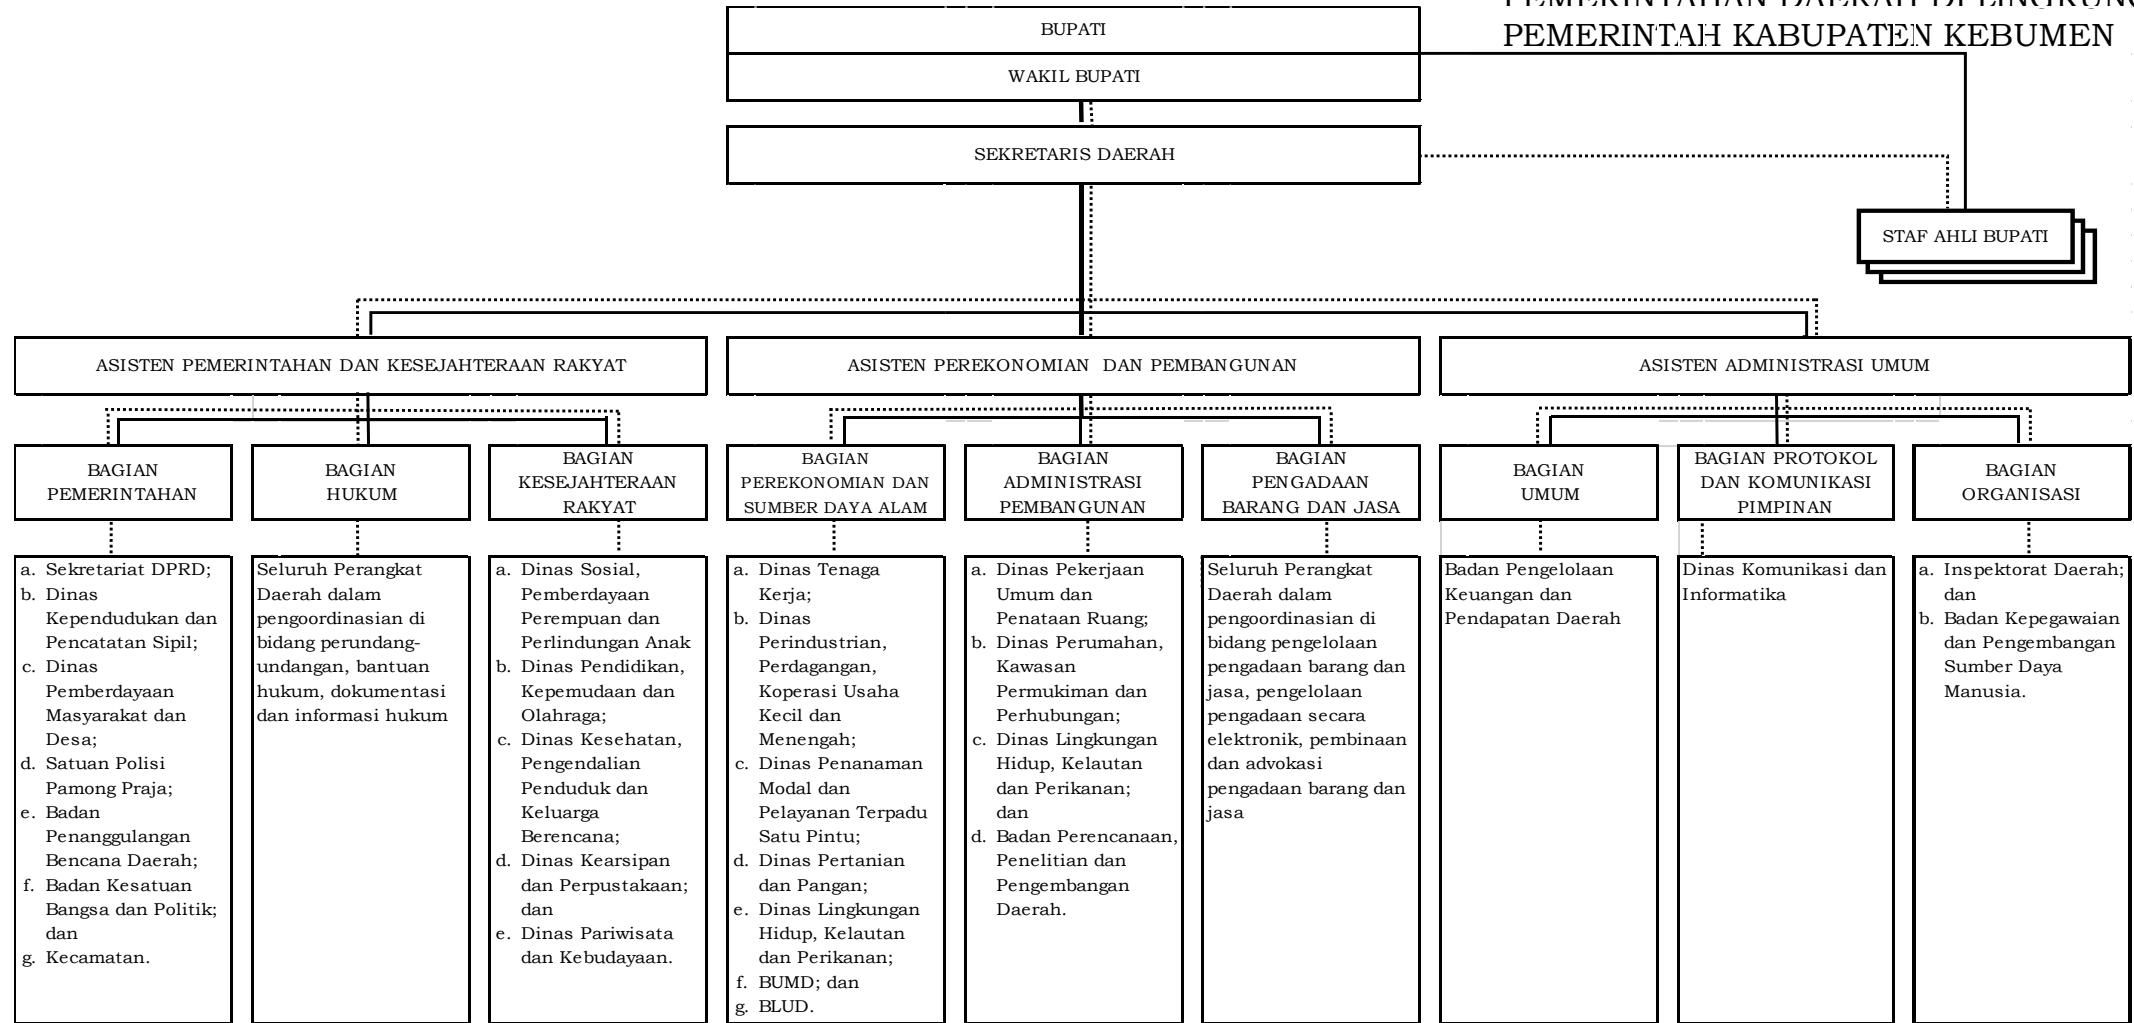 PEMERINTAHAN DAERAH DI LINGKUNG
PEMERINTAH KABUPATEN KEBUMEN
BUPATI
WAKIL BUPATI
SEKRETARIS DAERAH
STAF AHLI BUPATI
ASISTEN PEMERINTAHAN DAN KESEJAHTERAAN RAKYAT
ASISTEN PEREKONOMIAN DAN PEMBANGUNAN
ASISTEN ADMINISTRASI UMUM
BAGIAN
PEMERINTAHAN
BAGIAN
HUKUM
BAGIAN
KESEJAHTERAAN
RAKYAT
BAGIAN
PEREKONOMIAN DAN
SUMBER DAYA ALAM
BAGIAN
ADMINISTRASI
PEMBANGUNAN
BAGIAN
PENGADAAN
BARANG DAN JASA
BAGIAN
UMUM
BAGIAN PROTOKOL
DAN KOMUNIKASI
PIMPINAN
BAGIAN
ORGANISASI
a. Sekretariat DPRD;
b. Dinas
Kependudukan dan
Pencatatan Sipil;
c. Dinas
Pemberdayaan
Masyarakat dan
Desa;
d. Satuan Polisi
Pamong Praja;
e. Badan
Penanggulangan
Bencana Daerah;
f. Badan Kesatuan
Bangsa dan Politik;
dan
g. Kecamatan.
Seluruh Perangkat
Daerah dalam
pengoordinasian di
bidang perundang-
undangan, bantuan
hukum, dokumentasi
dan informasi hukum
a. Dinas Sosial,
Pemberdayaan
Perempuan dan
Perlindungan Anak
b. Dinas Pendidikan,
Kepemudaan dan
Olahraga;
c. Dinas Kesehatan,
Pengendalian
Penduduk dan
Keluarga
Berencana;
d. Dinas Kearsipan
dan Perpustakaan;
dan
e. Dinas Pariwisata
dan Kebudayaan.
a. Dinas Tenaga
Kerja;
b. Dinas
Perindustrian,
Perdagangan,
Koperasi Usaha
Kecil dan
Menengah;
c. Dinas Penanaman
Modal dan
Pelayanan Terpadu
Satu Pintu;
d. Dinas Pertanian
dan Pangan;
e. Dinas Lingkungan
Hidup, Kelautan
dan Perikanan;
f. BUMD; dan
g. BLUD.
a. Dinas Pekerjaan
Umum dan
Penataan Ruang;
b. Dinas Perumahan,
Kawasan
Permukiman dan
Perhubungan;
c. Dinas Lingkungan
Hidup, Kelautan
dan Perikanan;
dan
d. Badan Perencanaan,
Penelitian dan
Pengembangan
Daerah.
Seluruh Perangkat
Daerah dalam
pengoordinasian di
bidang pengelolaan
pengadaan barang dan
jasa, pengelolaan
pengadaan secara
elektronik, pembinaan
dan advokasi
pengadaan barang dan
jasa
Badan Pengelolaan
Keuangan dan
Pendapatan Daerah
Dinas Komunikasi dan
Informatika
a. Inspektorat Daerah;
dan
b. Badan Kepegawaian
dan Pengembangan
Sumber Daya
Manusia.